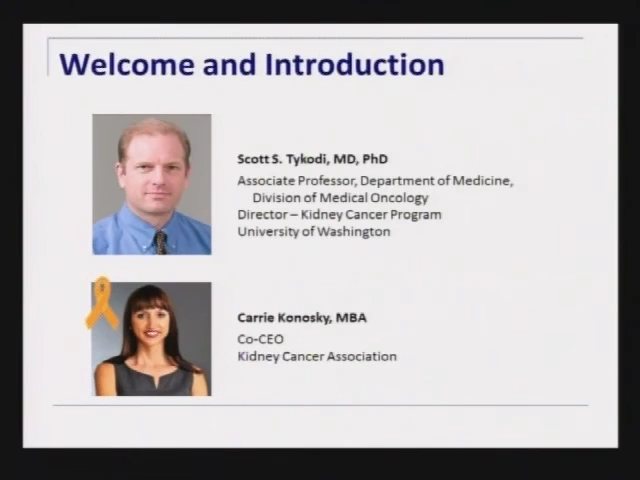 Welcome and Introduction
Scott S. Tykodi, MD, PhD
Associate Professor, Department of Medicine,
Division of Medical Oncology
Director – Kidney Cancer Program
University of Washington
Carrie Konosky, MBA
Co-CEO
Kidney Cancer Association